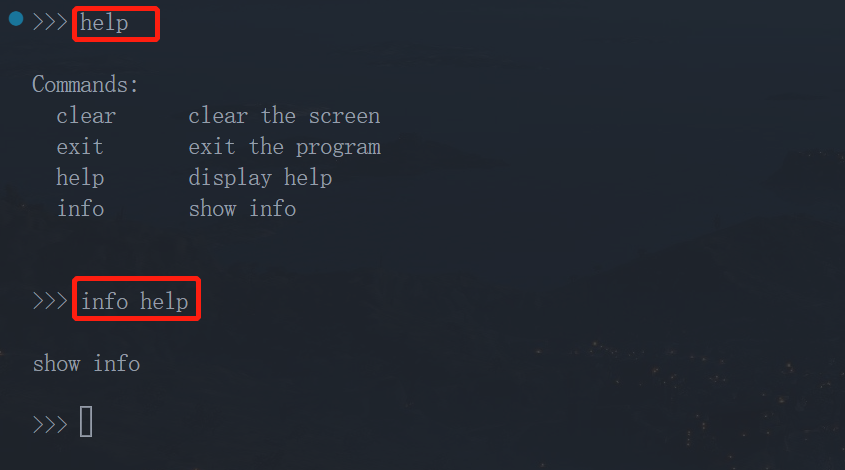 >>> help
Commands:
clear clear the screen
exit exit the program
help display help
info show info
>>> info help
show info
>>>